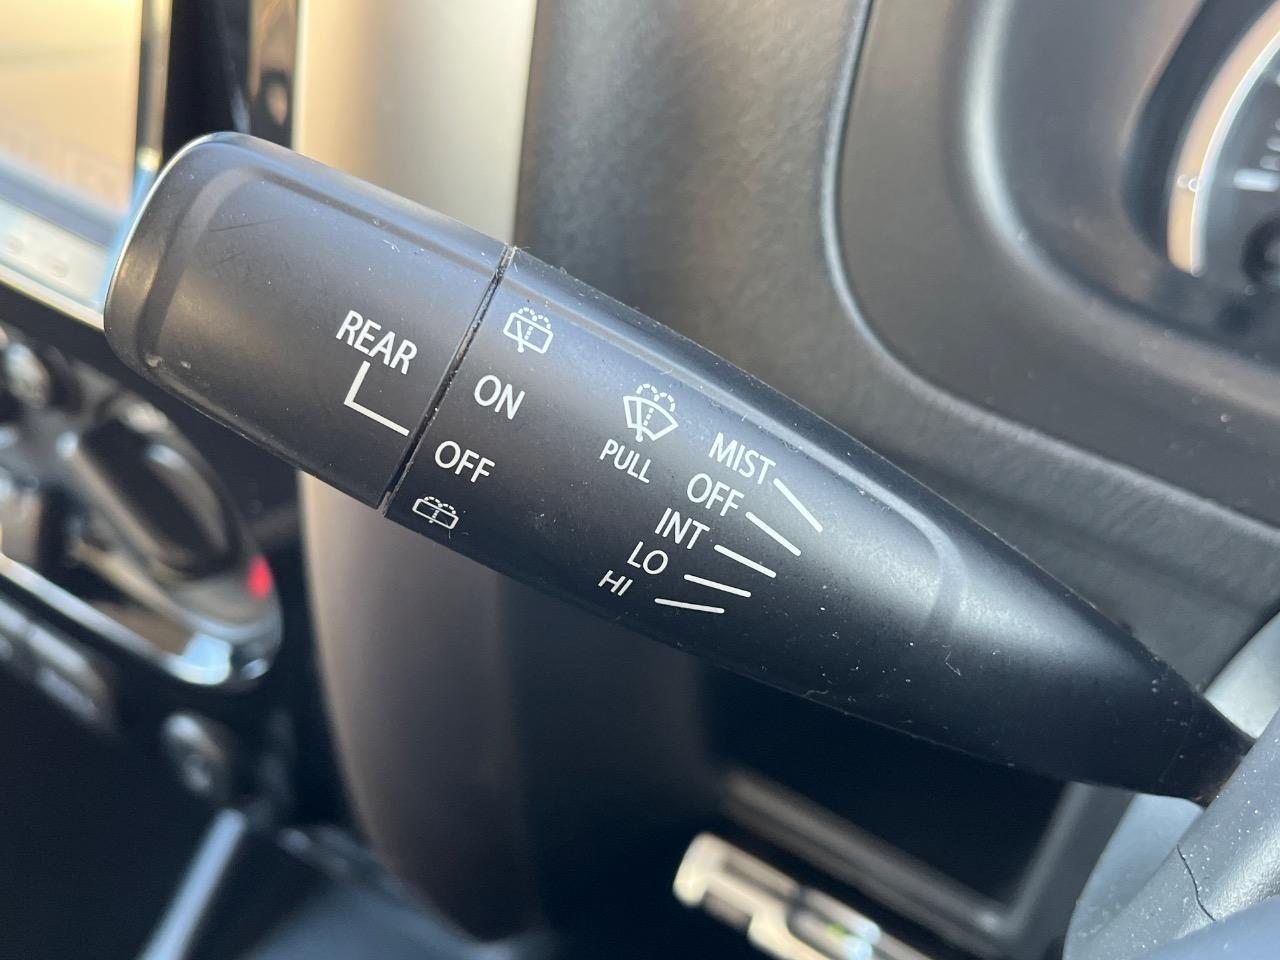 REAR
ON
OFF
PULL
MIST
OFF
INT
LO
HI